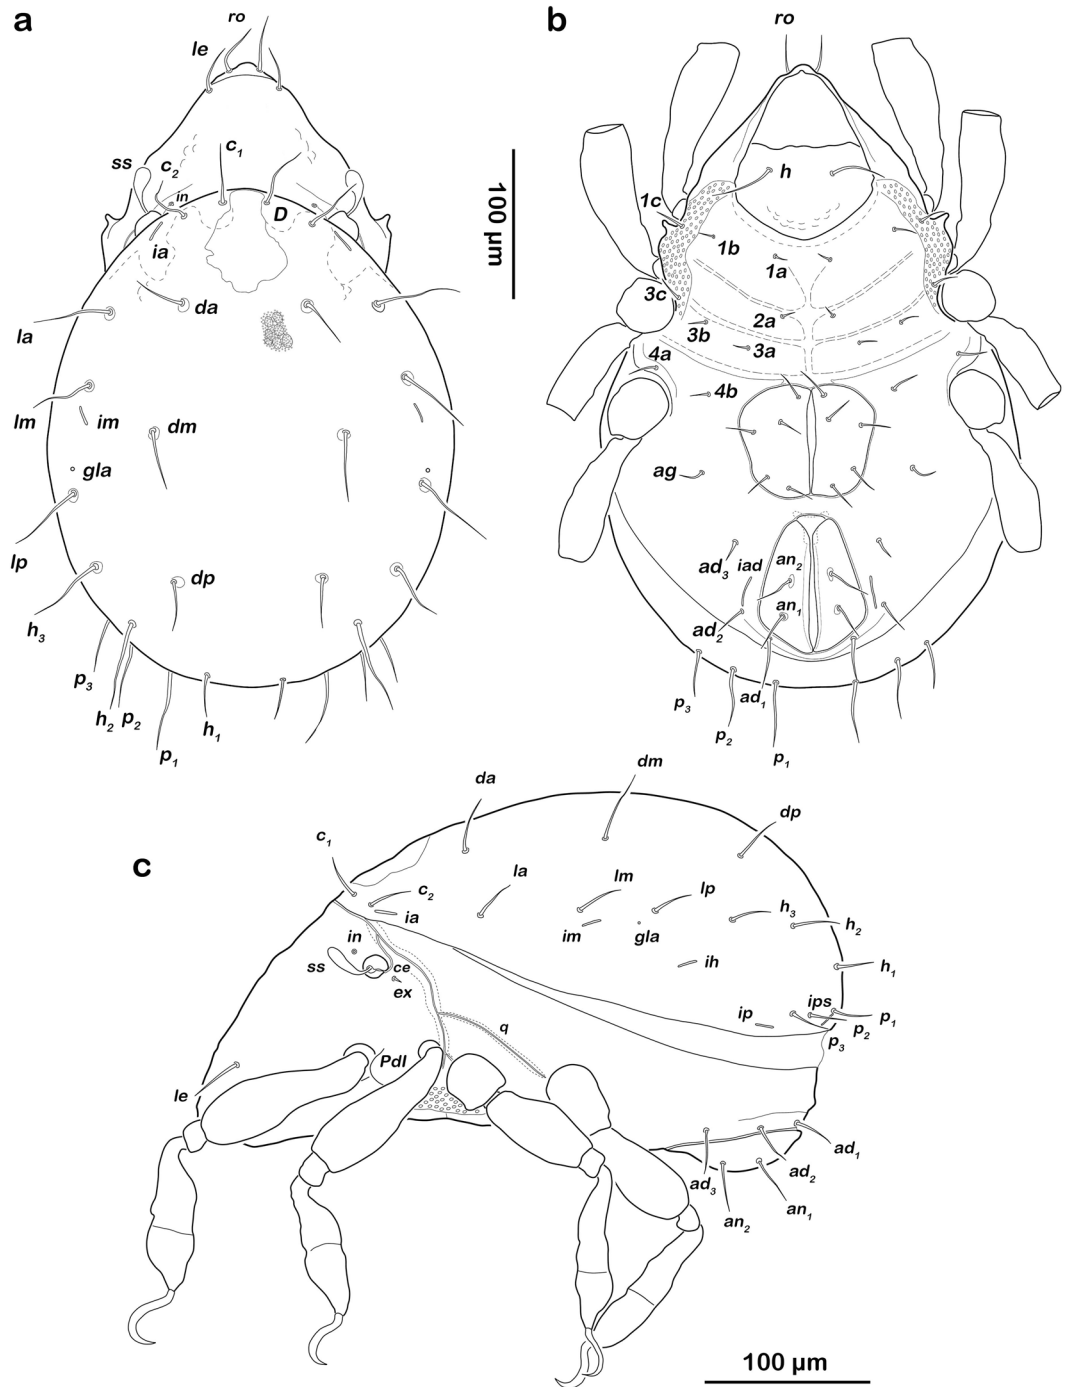 a
ro
le
ss
c2
c1
in
D
ia
la
da
lm
im
dm
gla
lp
dp
h3
p3
h2
p2
h1
p1
100 µm
b
ro
h
1c
1b
1a
3c
2a
3b
3a
4a
4b
ag
ad3
iad
an2
an1
ad2
p3
ad1
p2
p1
c
dm
da
dp
c1
c2
la
lm
lp
ia
h3
h2
im
gla
in
ss
ce
ex
ih
h1
q
ip
ips
p1
p2
p3
PdI
le
ad1
ad2
ad3
an1
an2
100 µm